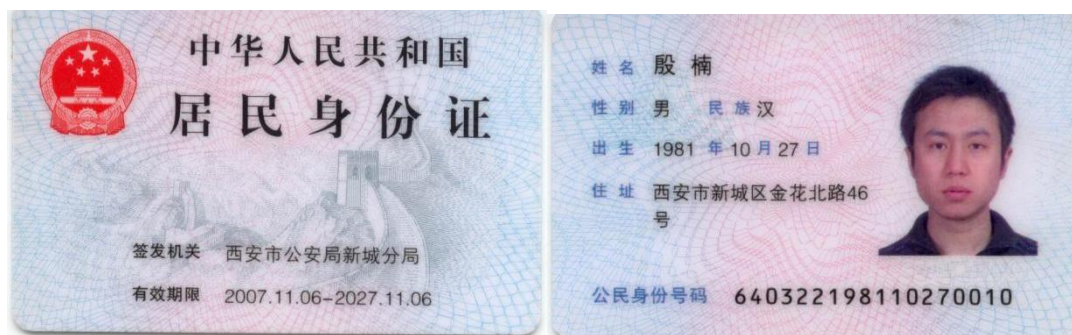 中华人民共和国
居民身份证
签发机关 西安市公安局新城分局
有效期限 2007.11.06-2027.11.06
姓名 殷楠
性别 男 民族 汉
出生 1981 年 10 月 27 日
住址 西安市新城区金花北路46
号
公民身份号码 640322198110270010